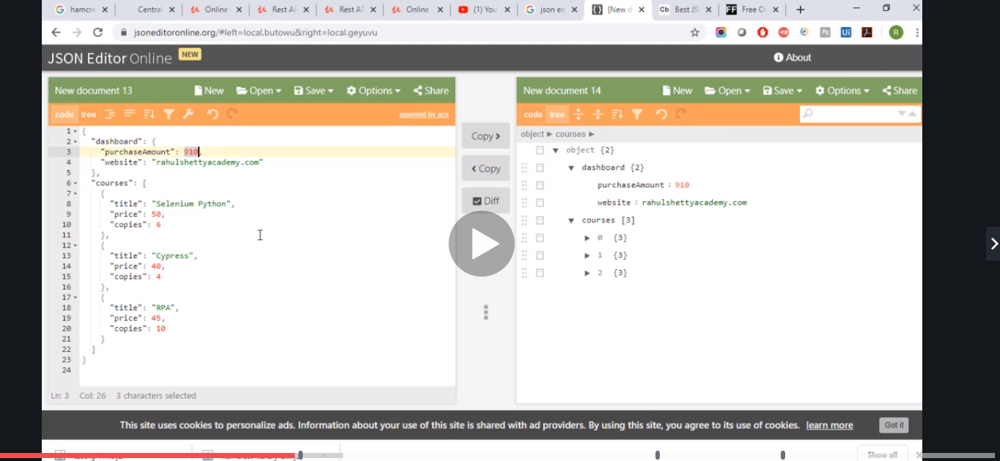 hamcre
Central
Online
Rest AF
Rest AF
Online
(1) You
json ed
[New d
Cb Best JS
FF Free O
jsoneditoronline.org/#left=local.butowu&right=local.geyuvu
JSON Editor Online NEW
About
New document 13 New Open Save Options Share
code tree powered by ace
1 {
2 "dashboard": {
3 "purchaseAmount": 910,
4 "website": "rahulshettyacademy.com"
5 },
6 "courses": [
7 {
8 "title": "Selenium Python",
9 "price": 50,
10 "copies": 6
11 },
12 {
13 "title": "Cypress",
14 "price": 40,
15 "copies": 4
16 },
17 {
18 "title": "RPA",
19 "price": 45,
20 "copies": 10
21 }
22 ]
23 }
24
Ln: 3 Col: 26 3 characters selected
Copy >
< Copy
Diff
New document 14 New Open Save Options Share
code tree
object ► courses ►
▼ object {2}
▼ dashboard {2}
purchaseAmount : 910
website : rahulshettyacademy.com
▼ courses [3]
► 0 {3}
► 1 {3}
► 2 {3}
This site uses cookies to personalize ads. Information about your use of this site is shared with ad providers. By using this site, you agree to its use of cookies. learn more Got it
Show all